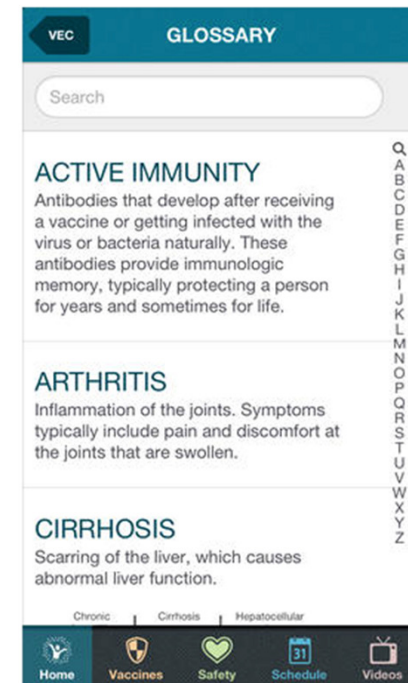 VEC
GLOSSARY
Search
ACTIVE IMMUNITY
Antibodies that develop after receiving
a vaccine or getting infected with the
virus or bacteria naturally. These
antibodies provide immunologic
memory, typically protecting a person
for years and sometimes for life.
ARTHRITIS
Inflammation of the joints. Symptoms
typically include pain and discomfort at
the joints that are swollen.
CIRRHOSIS
Scarring of the liver, which causes
abnormal liver function.
Chronic Cirrhosis Hepatocellular
A
B
C
D
E
F
G
H
I
J
K
L
M
N
O
P
Q
R
S
T
U
V
W
X
Y
Z
31
Home Vaccines Safety Schedule Videos